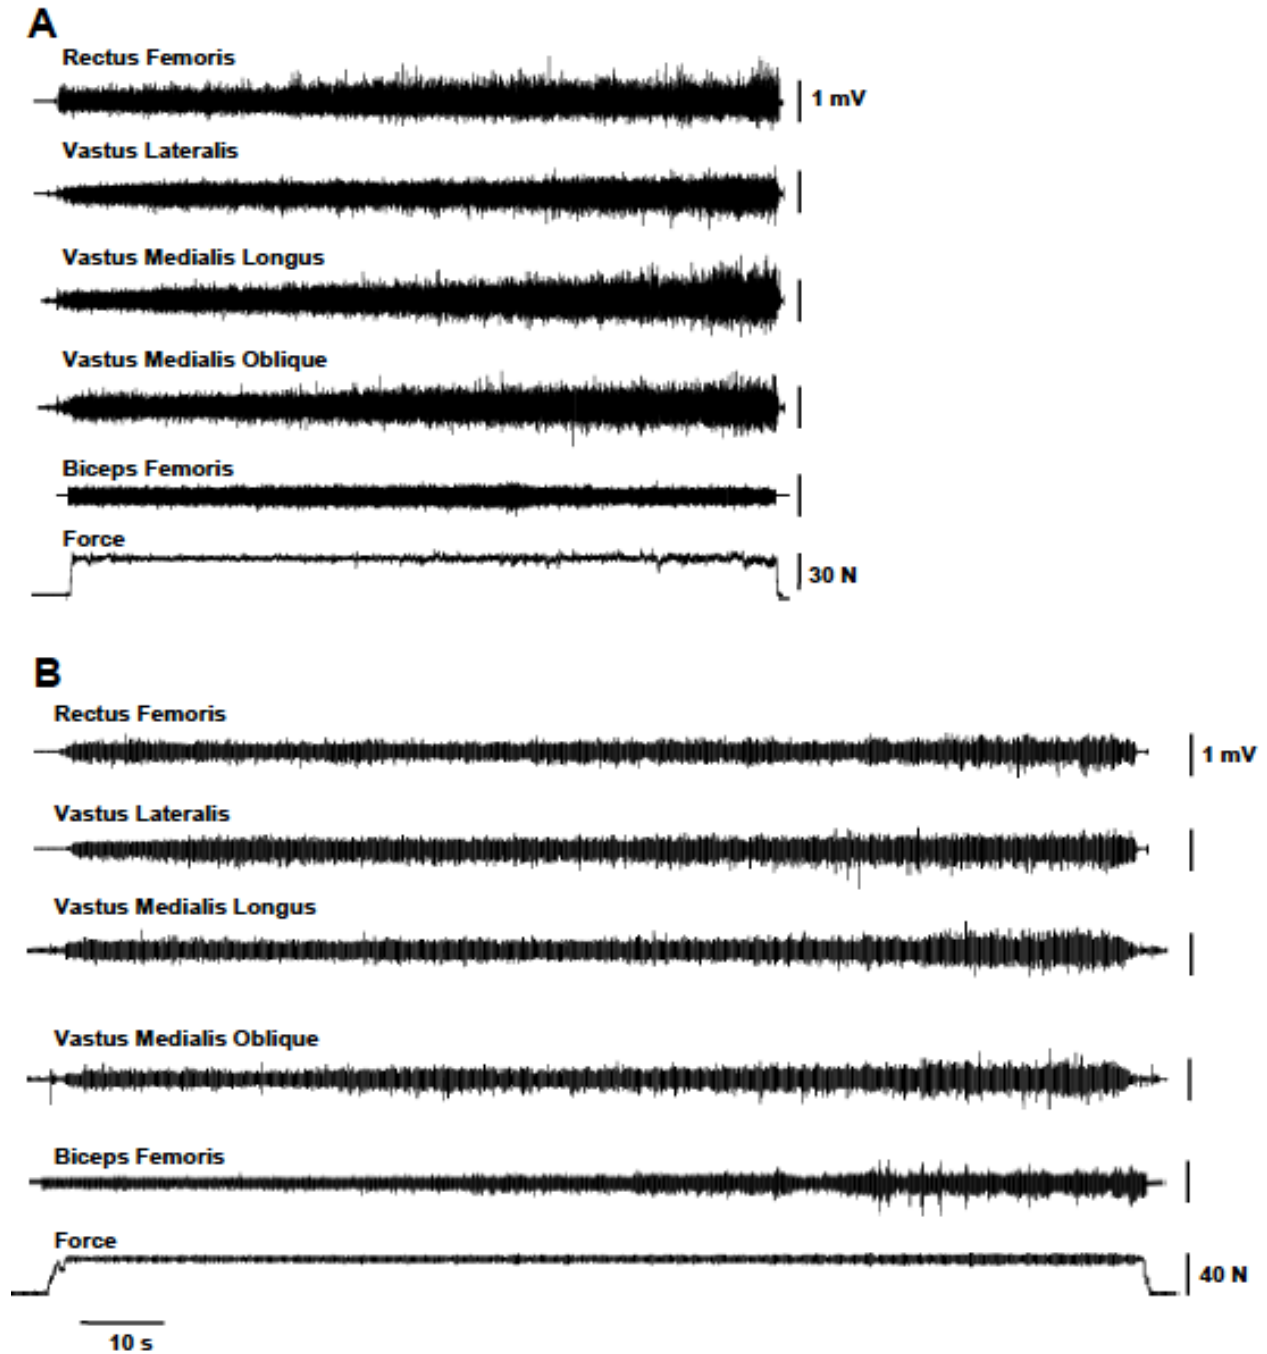 A
Rectus Femoris
1 mV
Vastus Lateralis
Vastus Medialis Longus
Vastus Medialis Oblique
Biceps Femoris
Force
30 N
B
Rectus Femoris
1 mV
Vastus Lateralis
Vastus Medialis Longus
Vastus Medialis Oblique
Biceps Femoris
Force
40 N
10 s